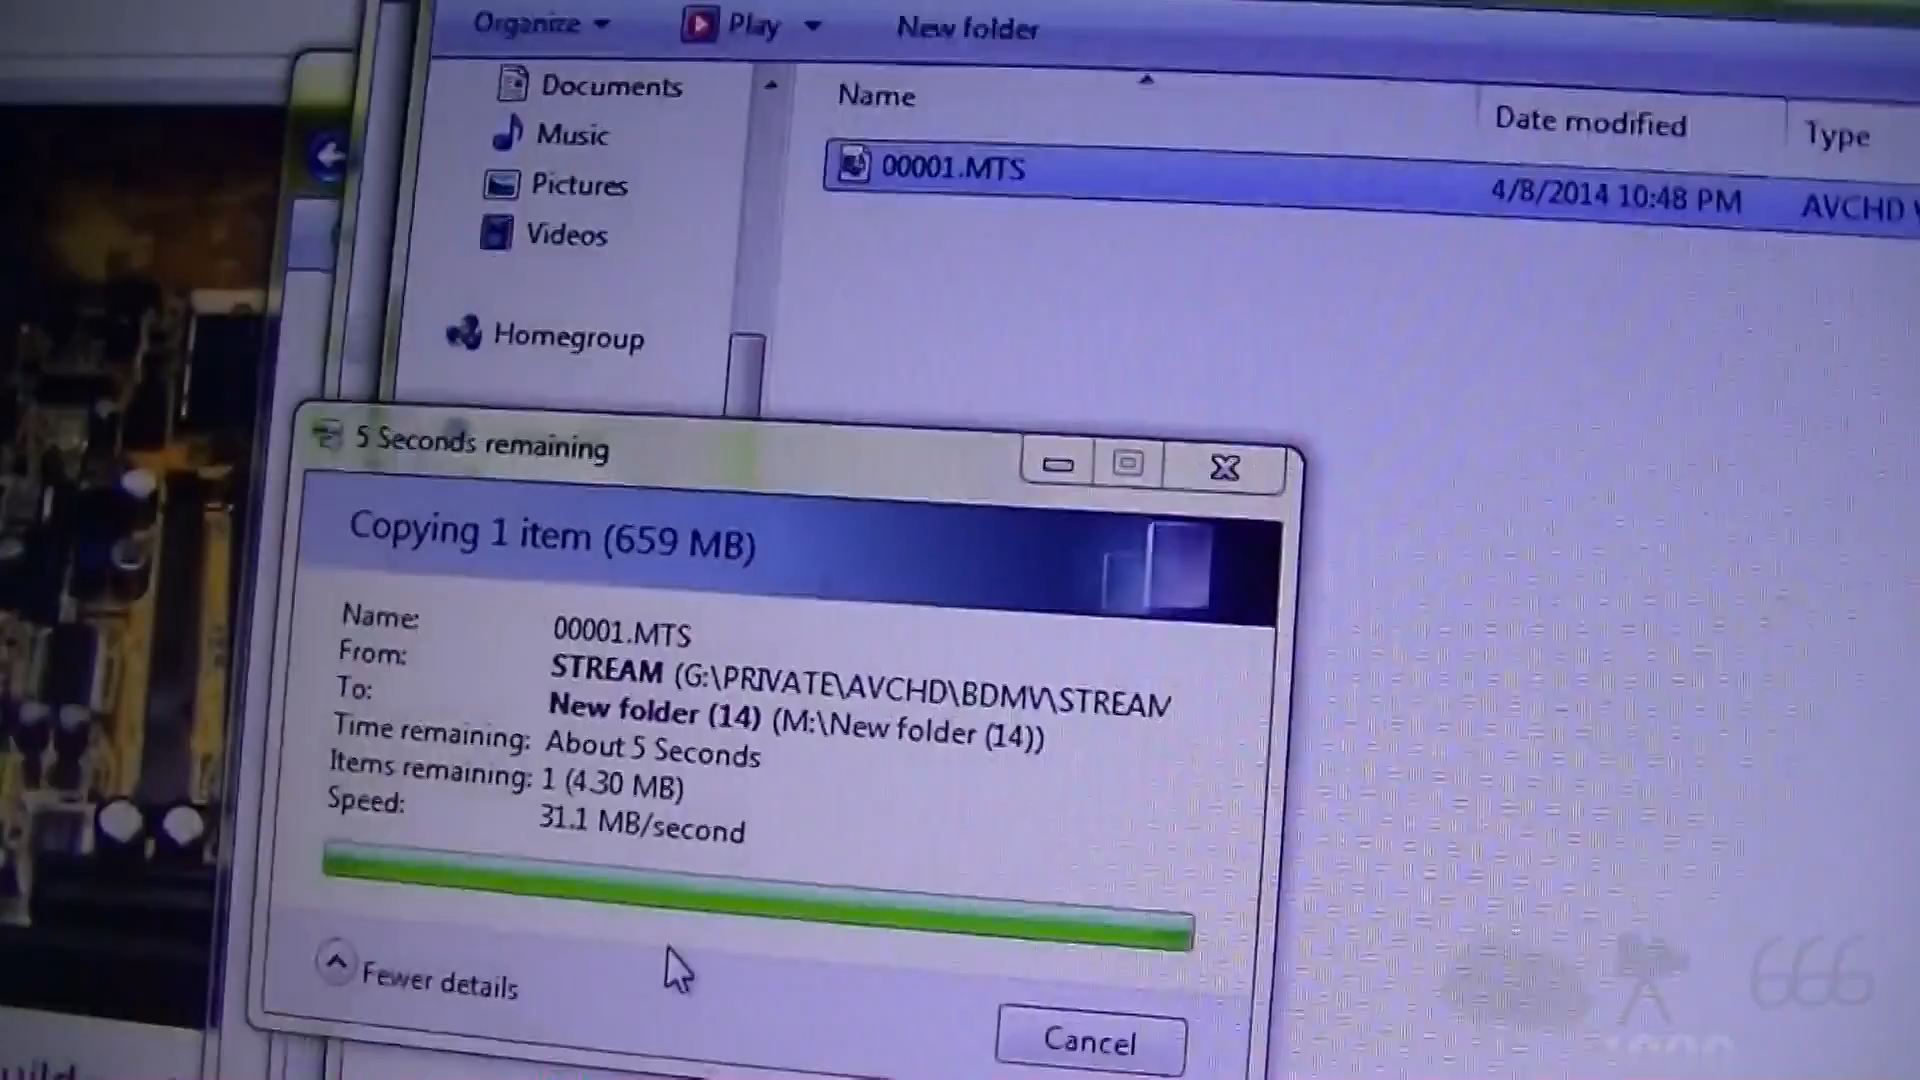 Organize
Play
New folder
Documents
Music
Pictures
Videos
Homegroup
Name
Date modified
Type
00001.MTS
4/8/2014 10:48 PM
AVCHD
5 Seconds remaining
Copying 1 item (659 MB)
Name: 00001.MTS
From: STREAM (G:\PRIVATE\AVCHD\BDMV\STREAM
To: New folder (14) (M:\New folder (14))
Time remaining: About 5 Seconds
Items remaining: 1 (4.30 MB)
Speed: 31.1 MB/second
Fewer details
Cancel
666